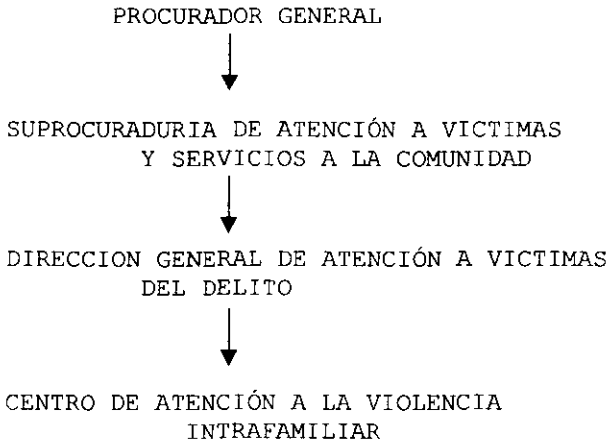 PROCURADOR GENERAL
SUPROCURADURIA DE ATENCIÓN A VICTIMAS
Y SERVICIOS A LA COMUNIDAD
DIRECCION GENERAL DE ATENCIÓN A VICTIMAS
DEL DELITO
CENTRO DE ATENCIÓN A LA VIOLENCIA
INTRAFAMILIAR